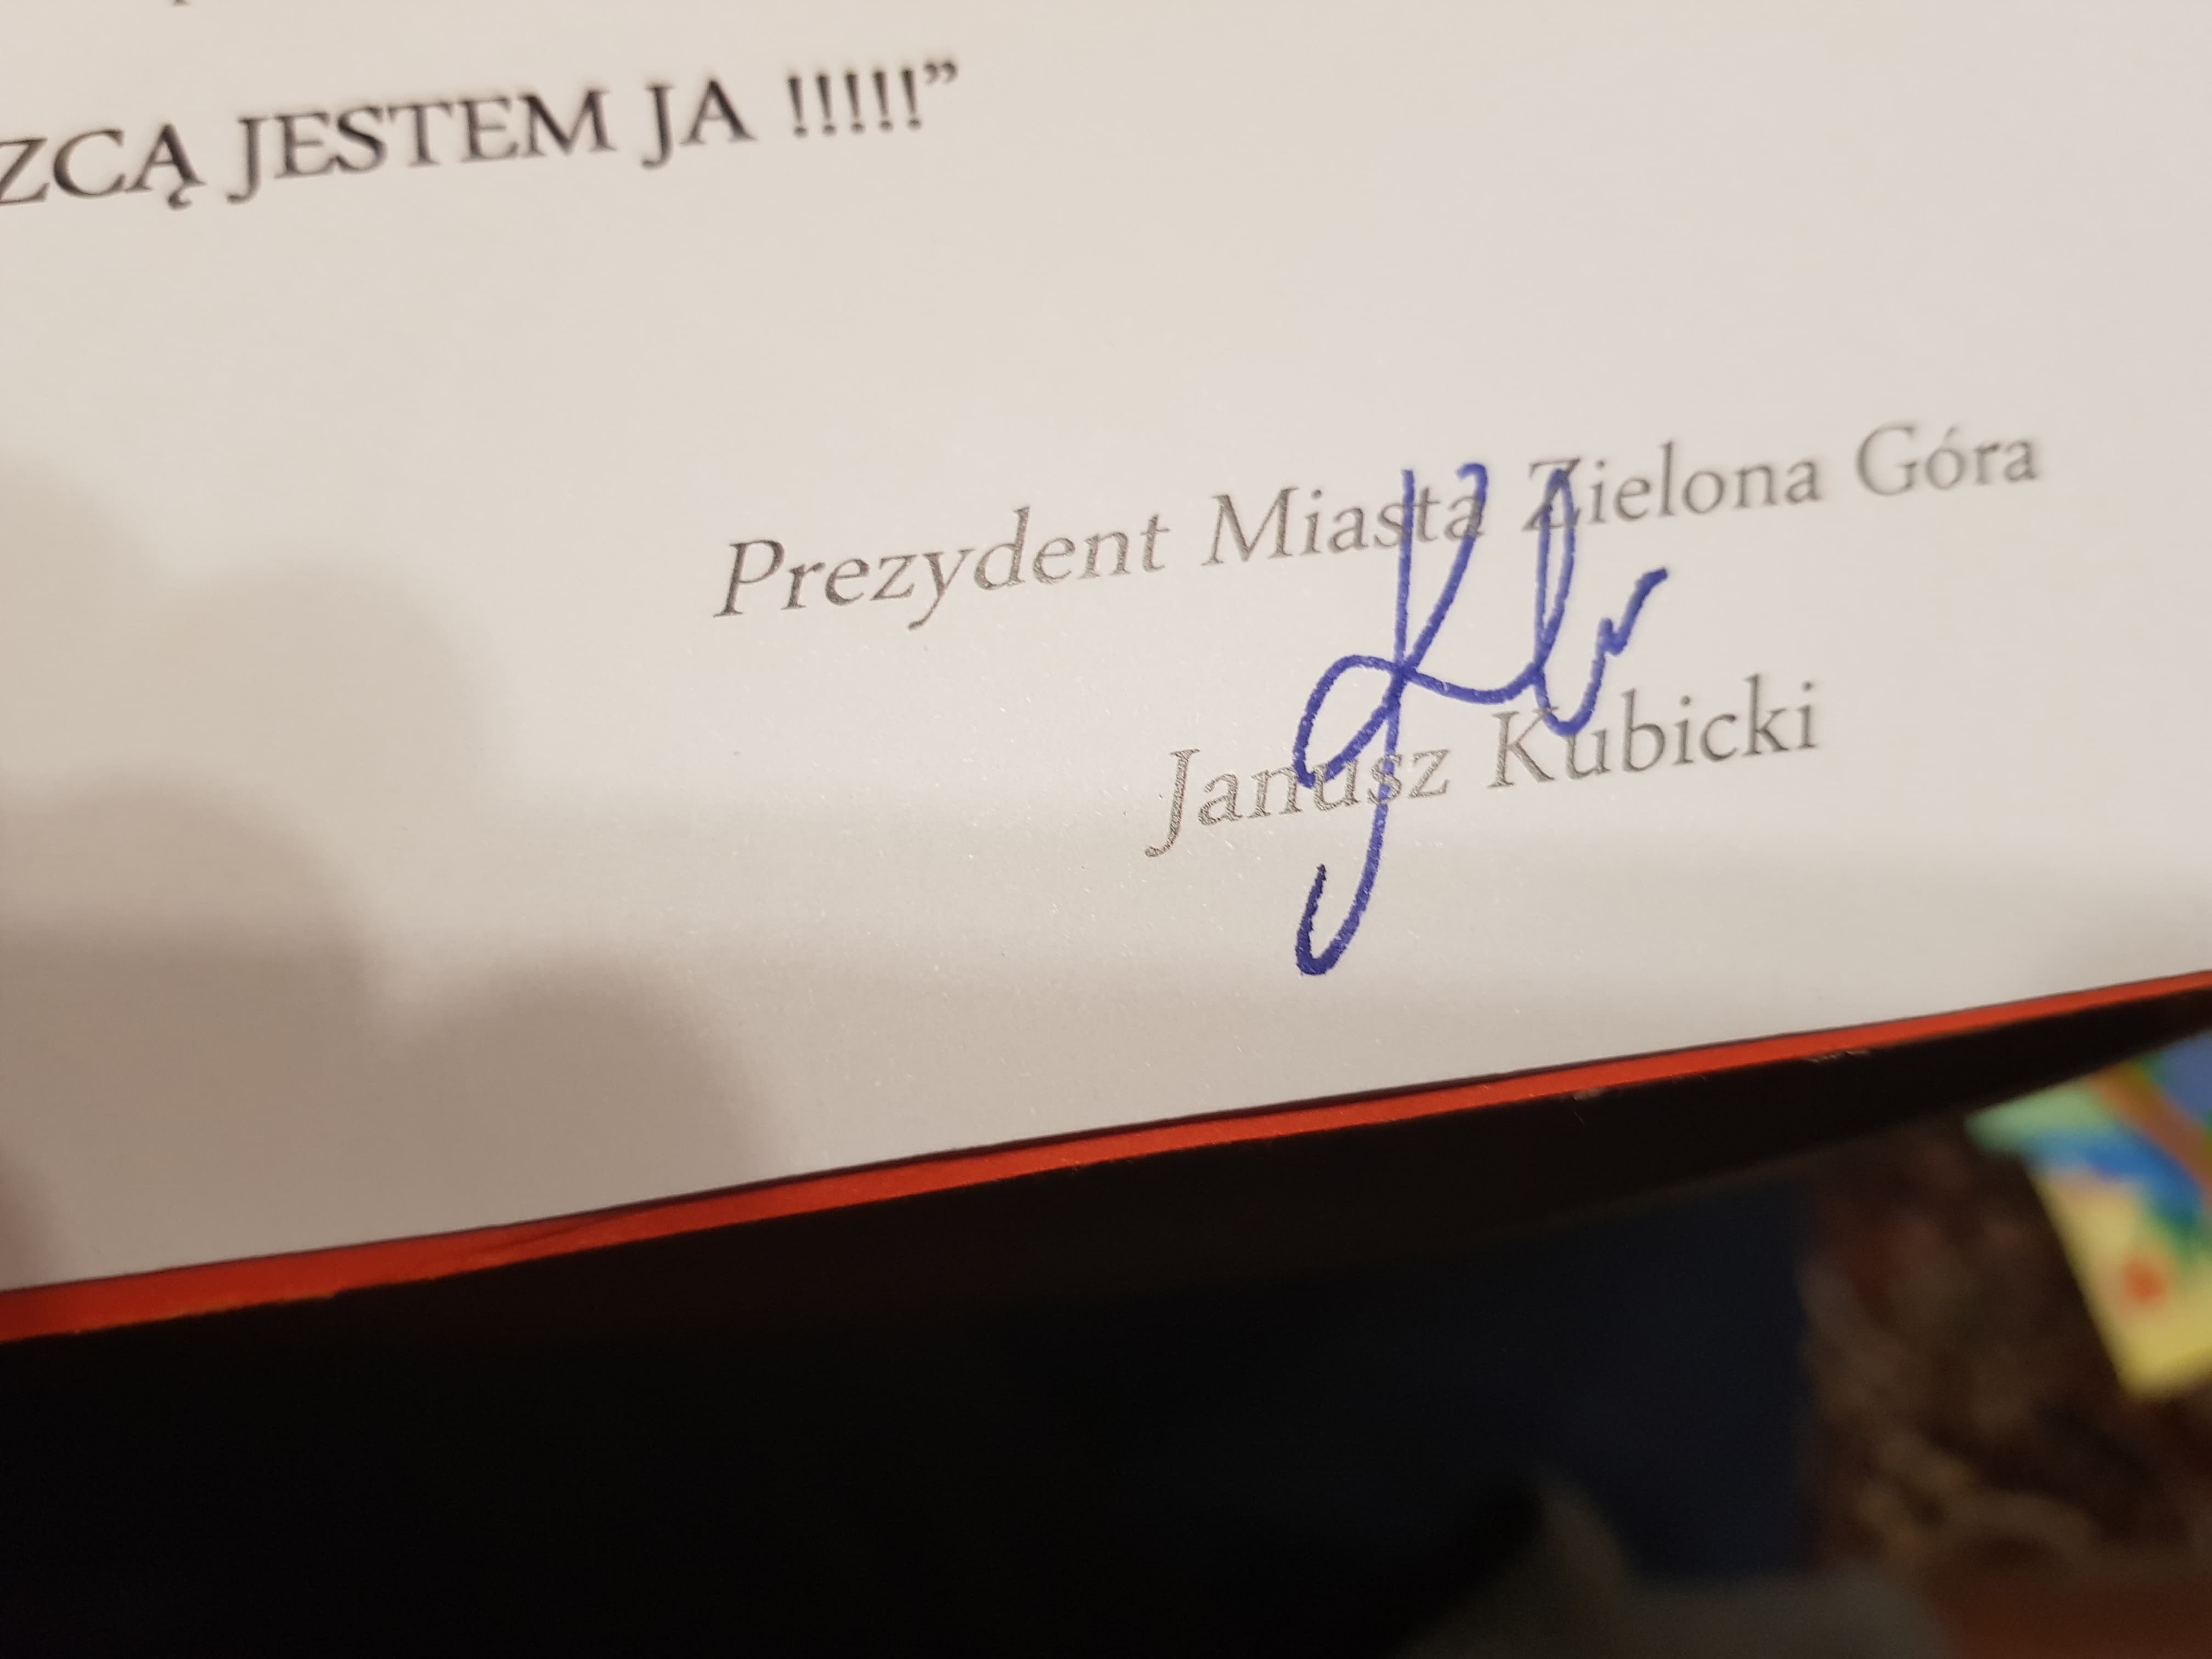 ZCĄ JESTEM JA !!!!!”
Prezydent Miasta Zielona Góra
Janusz Kubicki